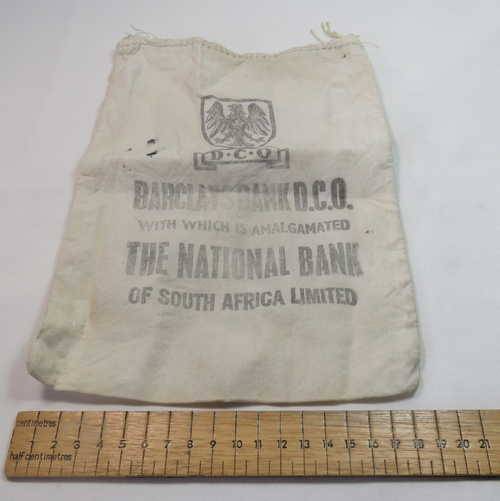 D·C·O
BARCLAYS BANK D.C.O.
WITH WHICH IS AMALGAMATED
THE NATIONAL BANK
OF SOUTH AFRICA LIMITED
centimetres
1 2 3 4 5 6 7 8 9 10 11 12 13 14 15 16 17 18 19 20 21
half centimetres